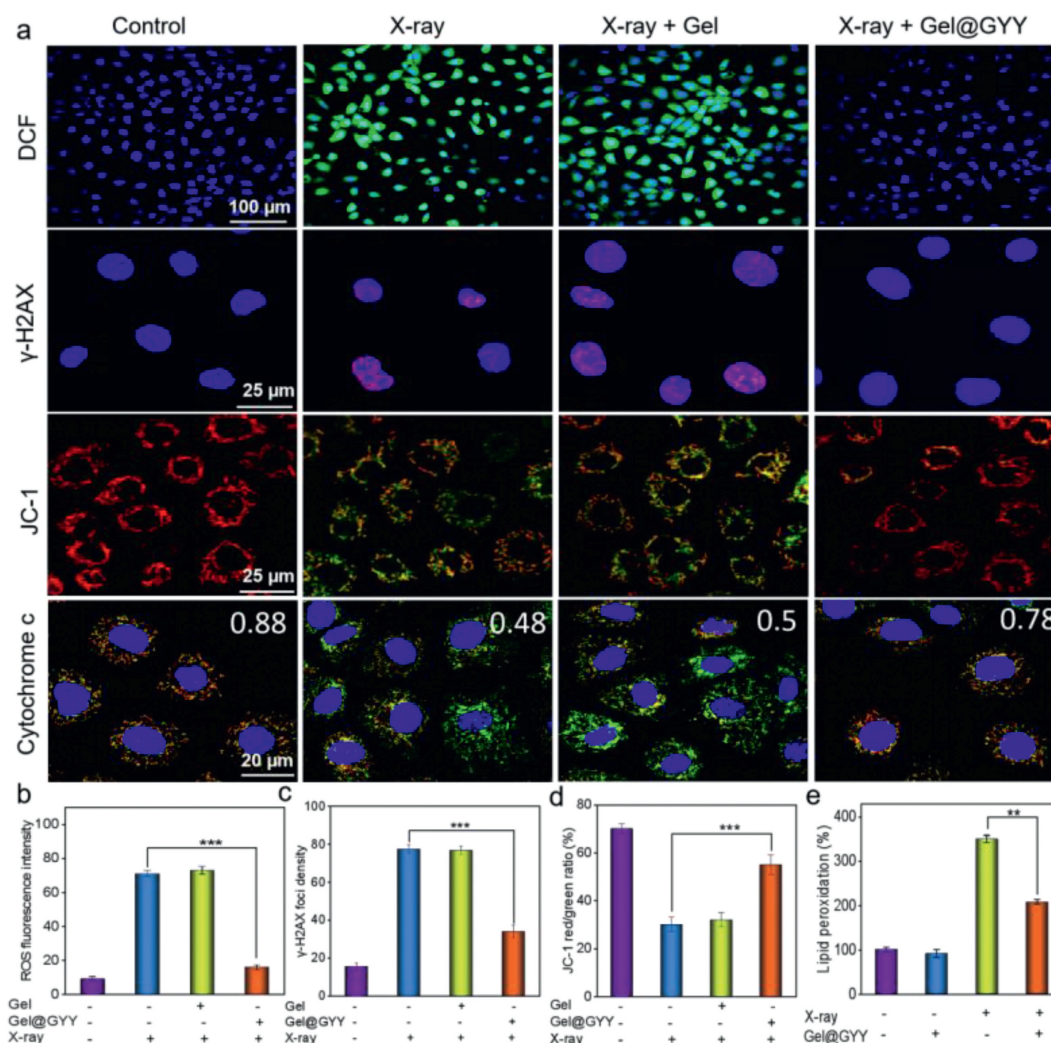 a
Control
X-ray
X-ray + Gel
X-ray + Gel@GYY
DCF
100 µm
γ-H2AX
25 µm
JC-1
25 µm
Cytochrome c
0.88
0.48
0.5
0.78
20 µm
b
ROS fluorescence intensity
100
80
60
40
20
0
***
Gel - - + -
Gel@GYY - - - +
X-ray - + + +
c
γ-H2AX foci density
100
80
60
40
20
0
***
Gel - - + -
Gel@GYY - - - +
X-ray - + + +
d
JC-1 red/green ratio (%)
80
60
40
20
0
***
Gel - - + -
Gel@GYY - - - +
X-ray - + + +
e
Lipid peroxidation (%)
400
300
200
100
0
**
X-ray - - + +
Gel@GYY - + - +